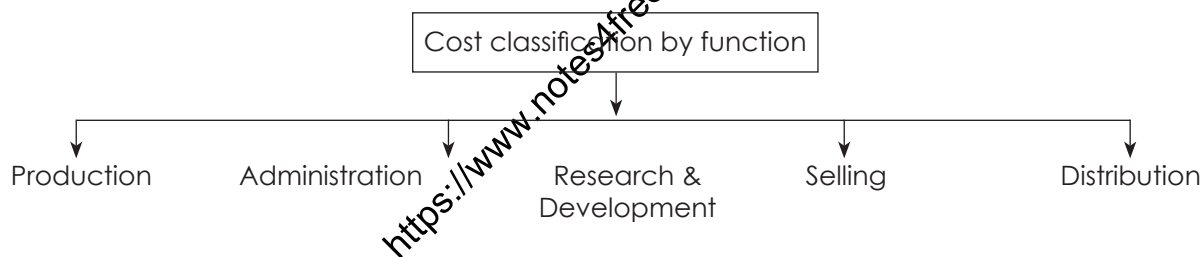 Cost classification by function
Production
Administration
Research &
Development
Selling
Distribution
https://www.notes4free